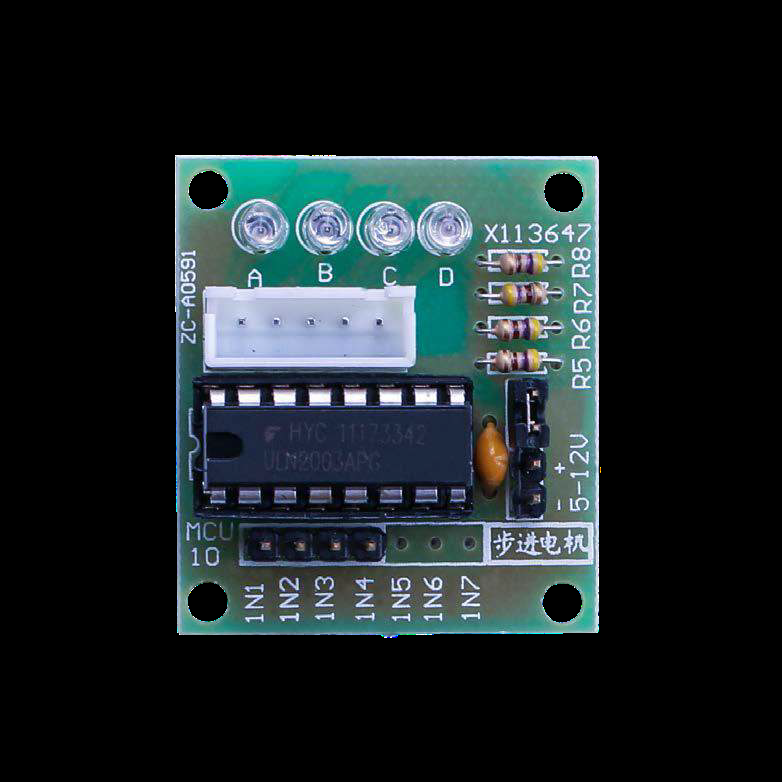 A B C D
X113647
R8
R7
R6
R5
ZC-A0591
HYC 11173342
ULN2003APG
+
-
5-12V
MCU
10
步进电机
1N1 1N2 1N3 1N4 1N5 1N6 1N7